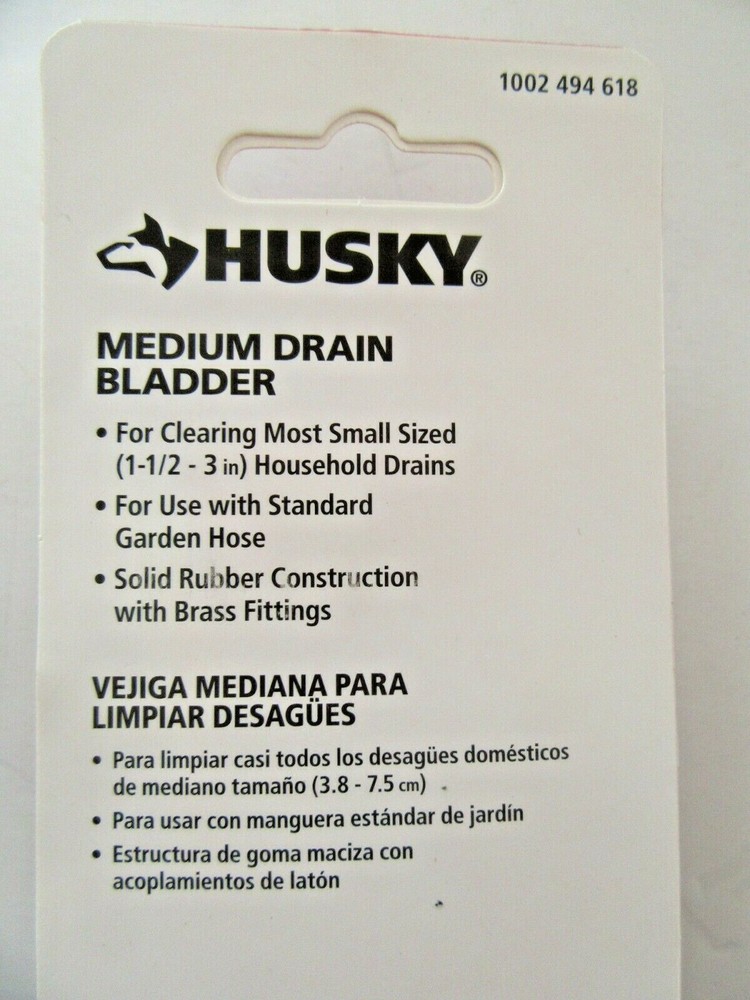 1002 494 618
HUSKY®
MEDIUM DRAIN
BLADDER
• For Clearing Most Small Sized
(1-1/2 - 3 in) Household Drains
• For Use with Standard
Garden Hose
• Solid Rubber Construction
with Brass Fittings
VEJIGA MEDIANA PARA
LIMPIAR DESAGÜES
• Para limpiar casi todos los desagües domésticos
de mediano tamaño (3.8 - 7.5 cm)
• Para usar con manguera estándar de jardín
• Estructura de goma maciza con
acoplamientos de latón